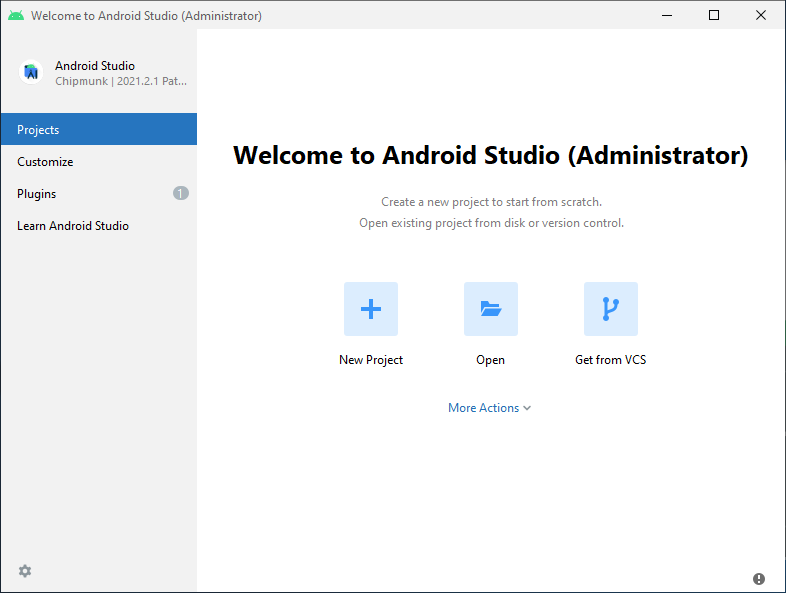 Welcome to Android Studio (Administrator)
Android Studio
Chipmunk | 2021.2.1 Pat...
Projects
Customize
Plugins
1
Learn Android Studio
Welcome to Android Studio (Administrator)
Create a new project to start from scratch.
Open existing project from disk or version control.
New Project
Open
Get from VCS
More Actions